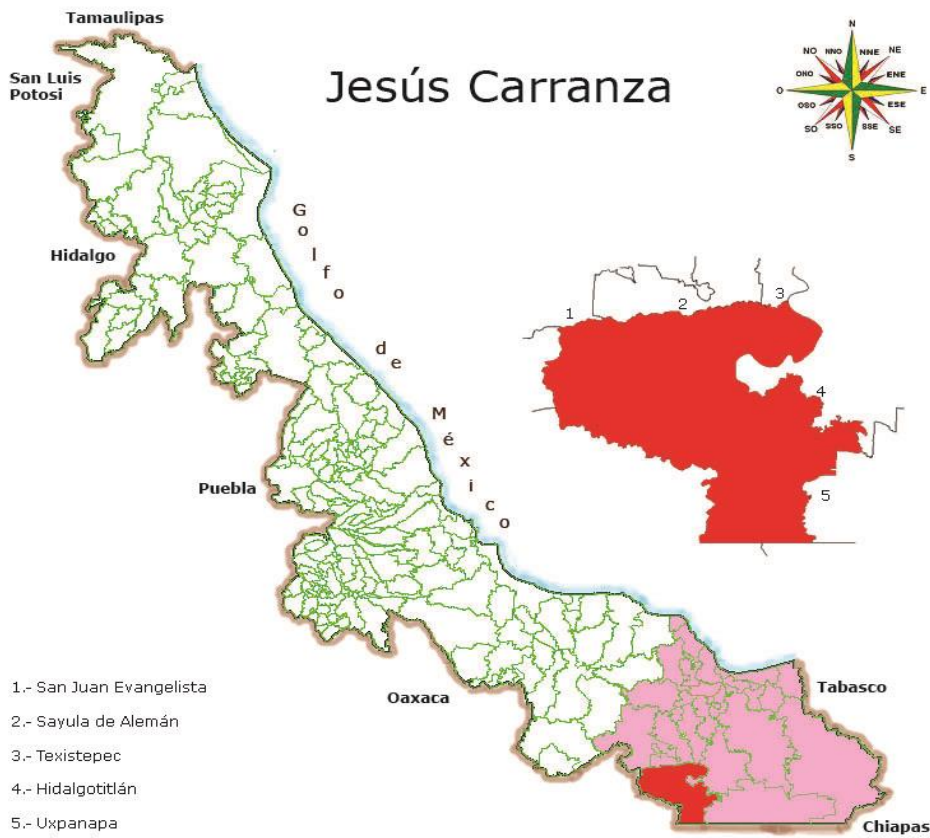 Tamaulipas
San Luis
Potosi
Jesús Carranza
N
NNO
NNE
NO
NE
ONO
ENE
O
E
OSO
ESE
SO
SSO
SSE
SE
S
Golfo de México
Hidalgo
1
2
3
4
5
Puebla
Oaxaca
Tabasco
Chiapas
1.- San Juan Evangelista
2.- Sayula de Alemán
3.- Texistepec
4.- Hidalgotitlán
5.- Uxpanapa